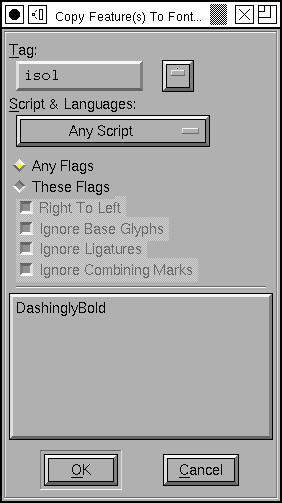 Copy Feature(s) To Font...
Tag:
isol
Script & Languages:
Any Script
Any Flags
These Flags
Right To Left
Ignore Base Glyphs
Ignore Ligatures
Ignore Combining Marks
DashinglyBold
OK
Cancel